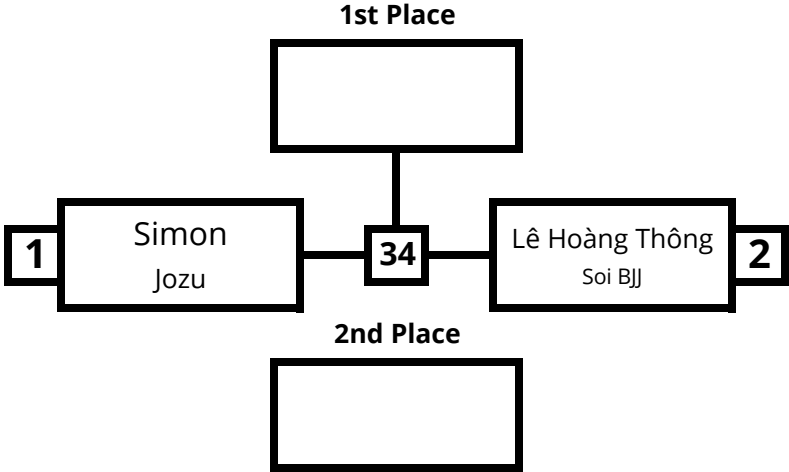 1st Place
1
Simon
Jozu
34
Lê Hoàng Thông
Soi BJJ
2
2nd Place